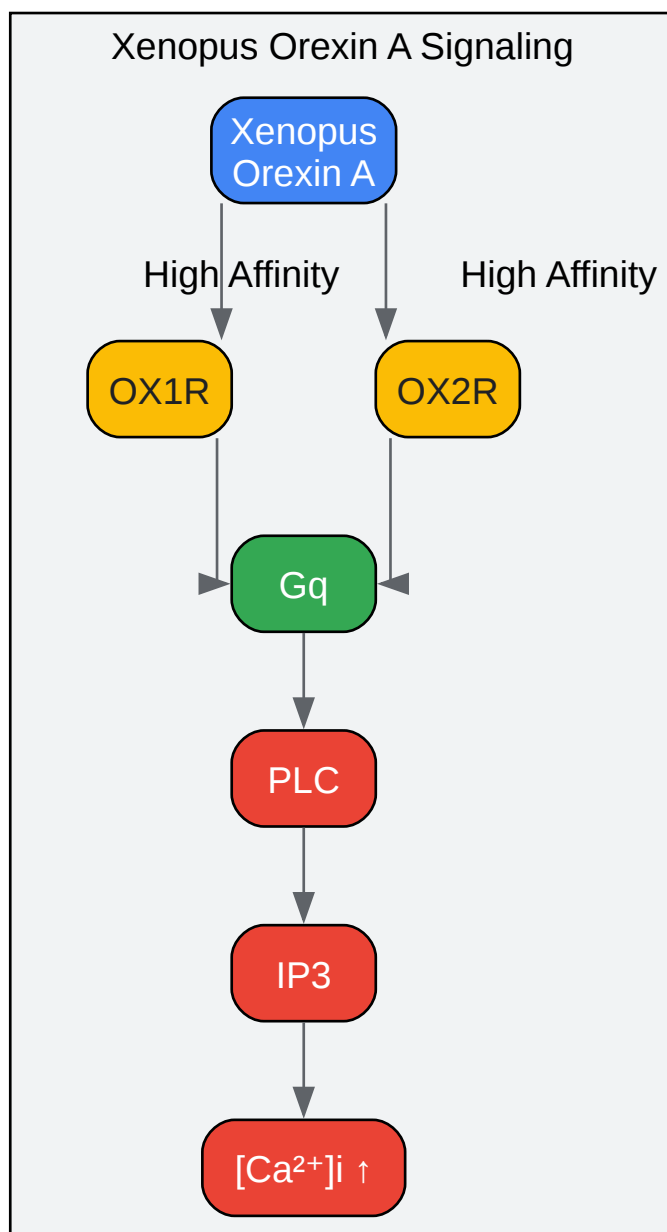 Xenopus Orexin A Signaling
Xenopus
Orexin A
High Affinity
High Affinity
OX1R
OX2R
Gq
PLC
IP3
[Ca²⁺]i ↑